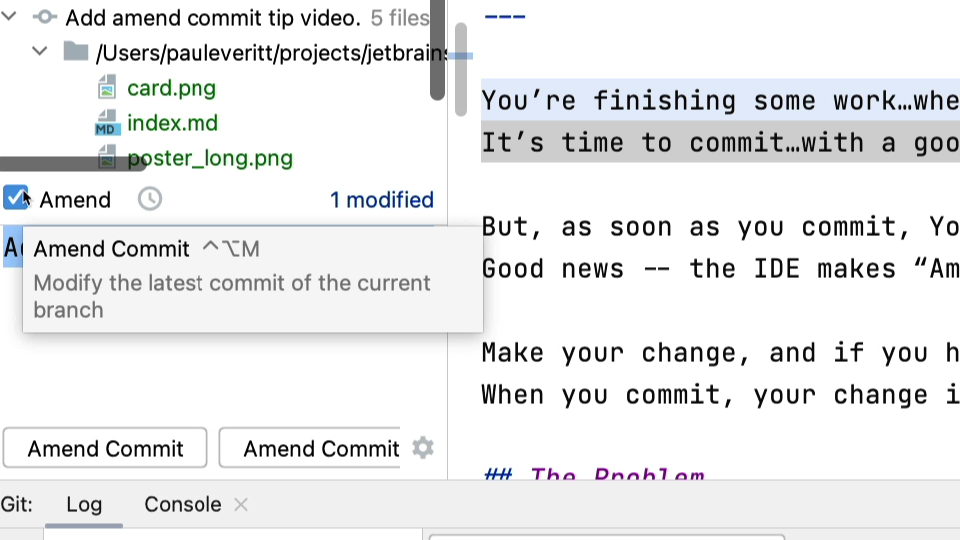 Add amend commit tip video. 5 files
/Users/pauleveritt/projects/jetbrains
card.png
MD index.md
poster_long.png
Amend 1 modified
Amend Commit ⌃⌥M
Modify the latest commit of the current
branch
Amend Commit Amend Commit
Git: Log Console
---
You’re finishing some work…whe
It’s time to commit…with a goo
But, as soon as you commit, Yo
Good news -- the IDE makes “Am
Make your change, and if you h
When you commit, your change i
## The Problem